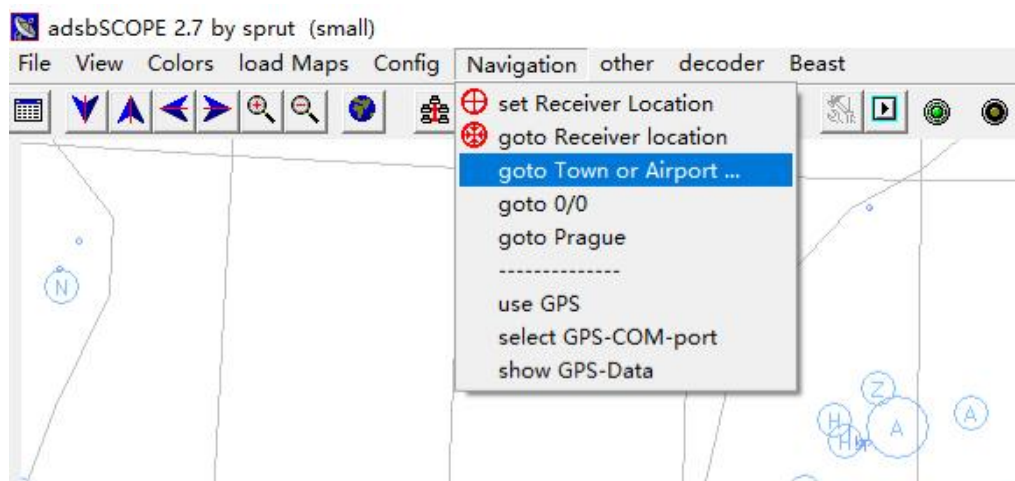 adsbSCOPE 2.7 by sprut (small)
File View Colors load Maps Config Navigation other decoder Beast
set Receiver Location
goto Receiver location
goto Town or Airport ...
goto 0/0
goto Prague
--------------
use GPS
select GPS-COM-port
show GPS-Data
N
Z
H
A
A
H